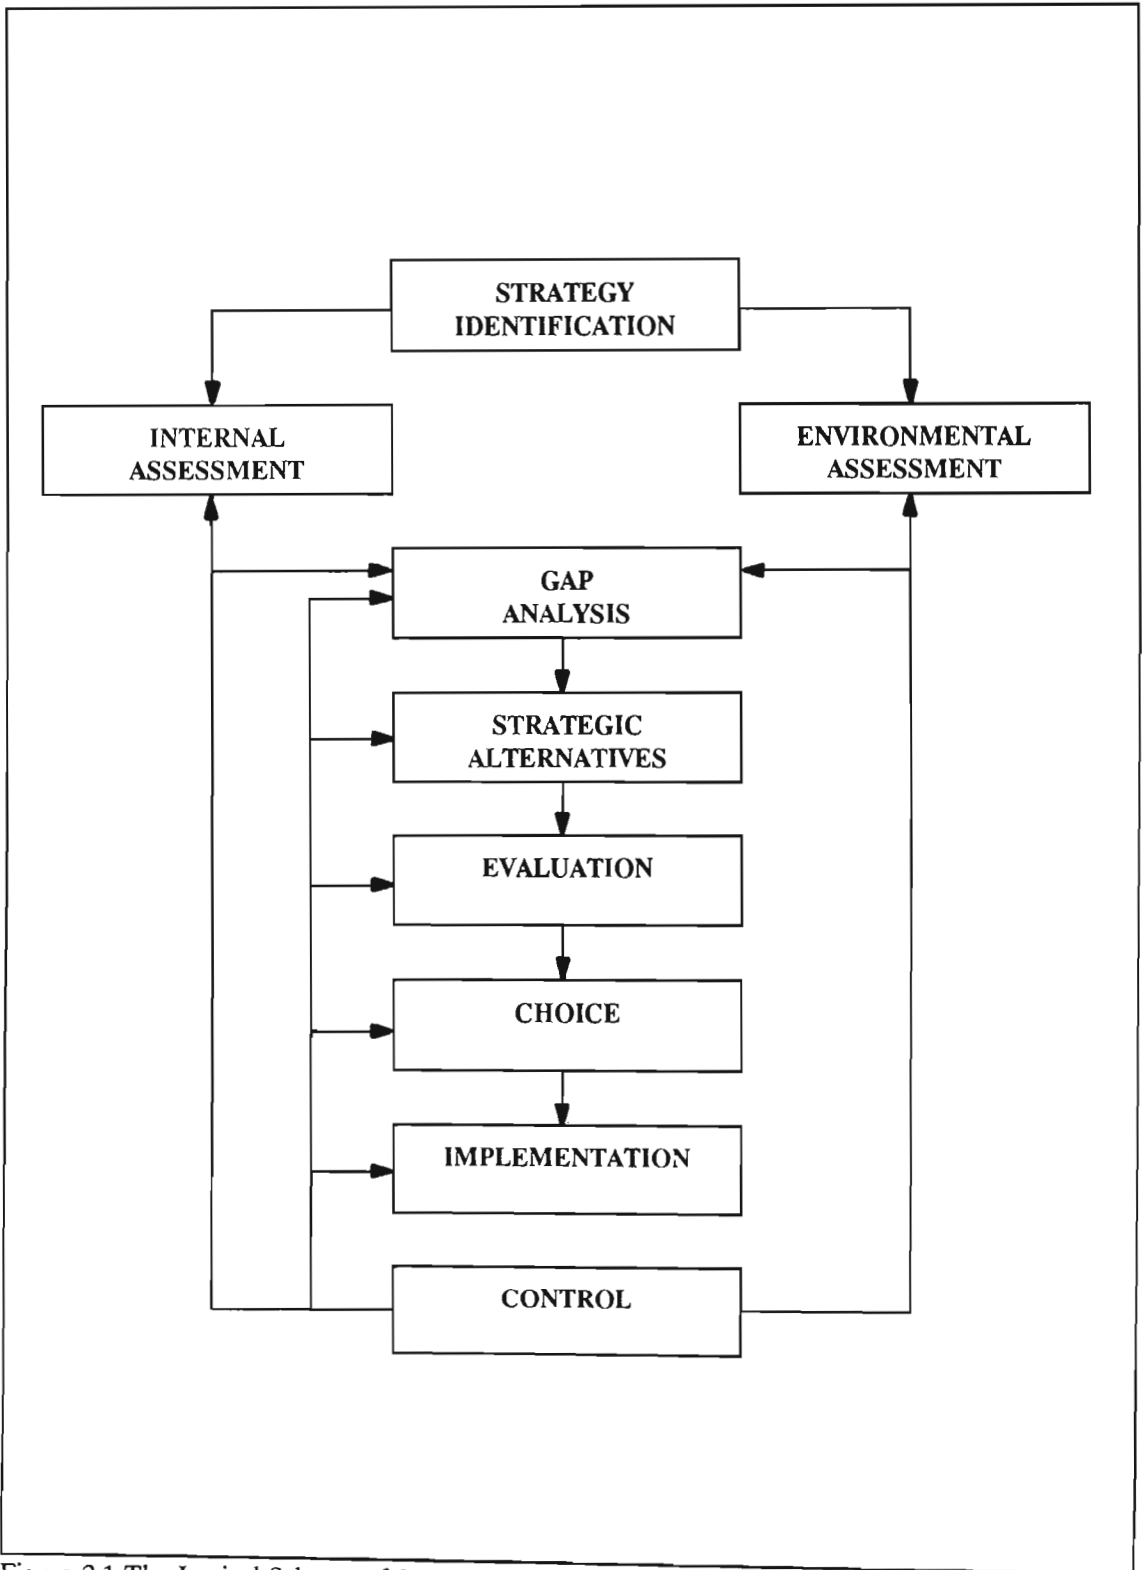 STRATEGY
IDENTIFICATION
INTERNAL
ASSESSMENT
ENVIRONMENTAL
ASSESSMENT
GAP
ANALYSIS
STRATEGIC
ALTERNATIVES
EVALUATION
CHOICE
IMPLEMENTATION
CONTROL